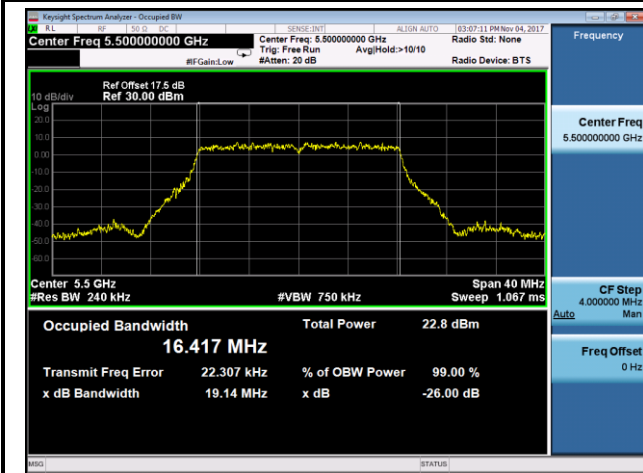 Keysight Spectrum Analyzer - Occupied BW
RL RF 50 Ω DC SENSE:INT ALIGN AUTO 03:07:11 PM Nov 04, 2017
Center Freq 5.500000000 GHz Center Freq: 5.500000000 GHz Radio Std: None Frequency
Trig: Free Run Avg|Hold:>10/10
#IFGain:Low #Atten: 20 dB Radio Device: BTS
Ref Offset 17.5 dB
10 dB/div Ref 30.00 dBm
Log
20.0
10.0
0.00
-10.0
-20.0
-30.0
-40.0
-50.0
-60.0
Center 5.5 GHz Span 40 MHz
#Res BW 240 kHz #VBW 750 kHz Sweep 1.067 ms
Occupied Bandwidth Total Power 22.8 dBm
16.417 MHz
Transmit Freq Error 22.307 kHz % of OBW Power 99.00 %
x dB Bandwidth 19.14 MHz x dB -26.00 dB
Center Freq
5.500000000 GHz
CF Step
4.000000 MHz
Auto Man
Freq Offset
0 Hz
MSG STATUS